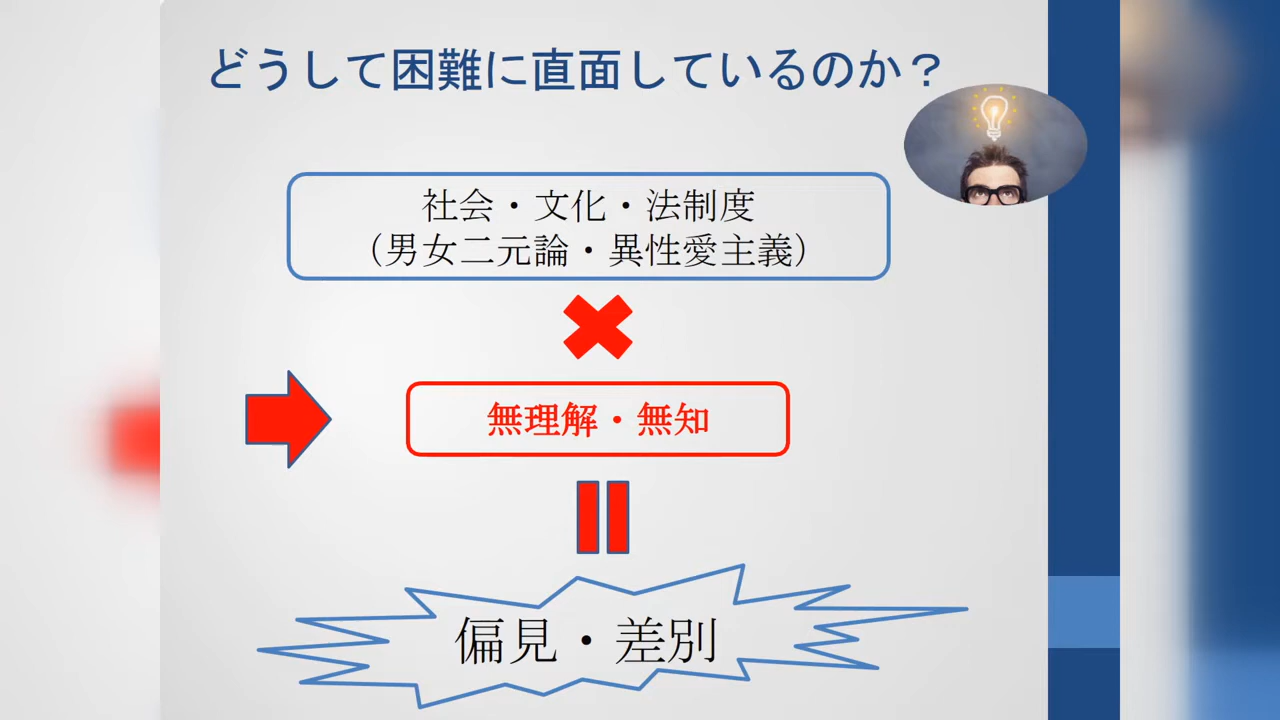 どうして困難に直面しているのか？
社会・文化・法制度
（男女二元論・異性愛主義）
無理解・無知
偏見・差別